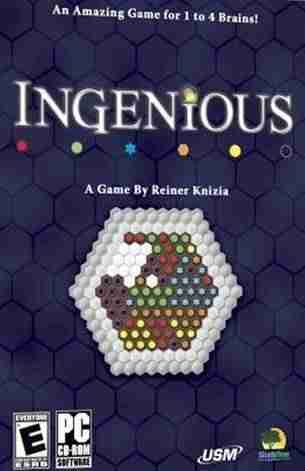 An Amazing Game for 1 to 4 Brains!
INGENIOUS
A Game By Reiner Knizia
EVERYONE
E
ESRB
PC
CD-ROM
SOFTWARE
USM